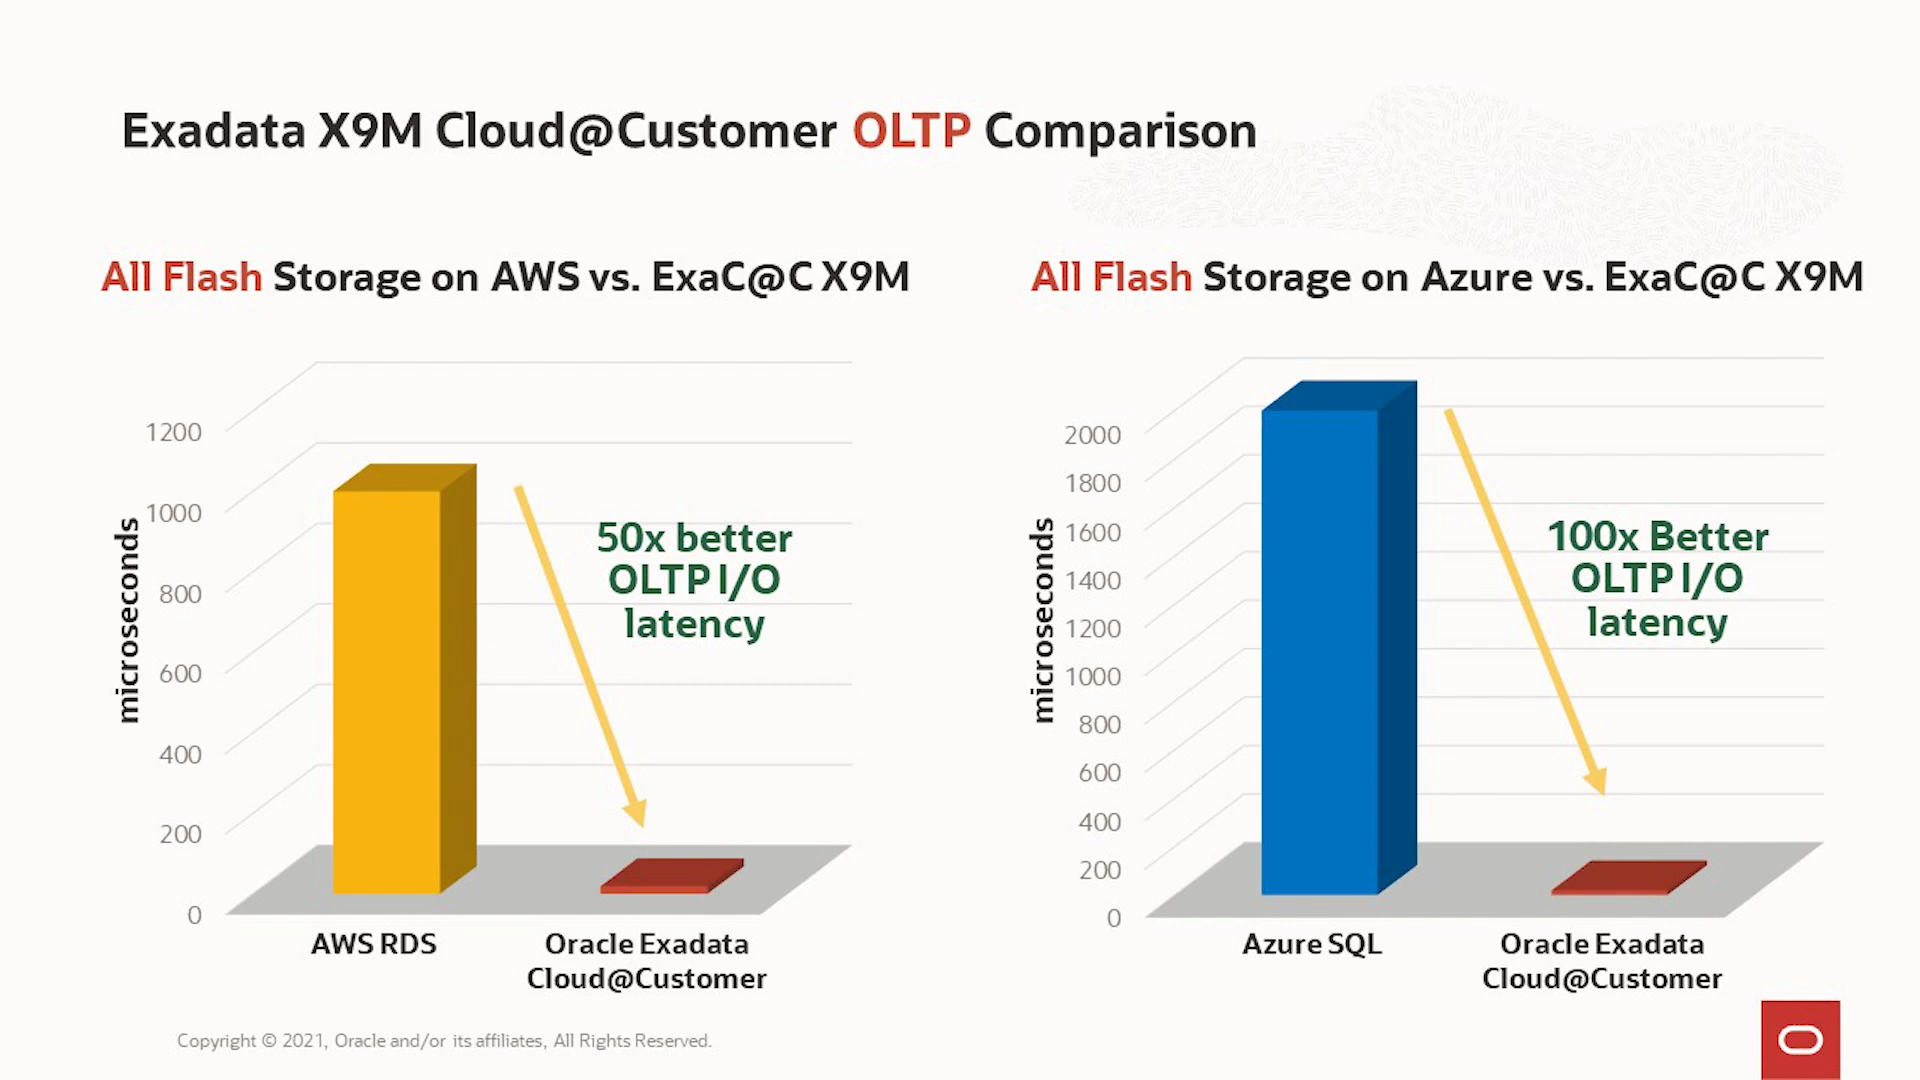 Exadata X9M Cloud@Customer OLTP Comparison
All Flash Storage on AWS vs. ExaC@C X9M
microseconds
1200
1000
800
600
400
200
0
50x better
OLTP I/O
latency
AWS RDS
Oracle Exadata
Cloud@Customer
All Flash Storage on Azure vs. ExaC@C X9M
microseconds
2000
1800
1600
1400
1200
1000
800
600
400
200
0
100x Better
OLTP I/O
latency
Azure SQL
Oracle Exadata
Cloud@Customer
Copyright © 2021, Oracle and/or its affiliates, All Rights Reserved.